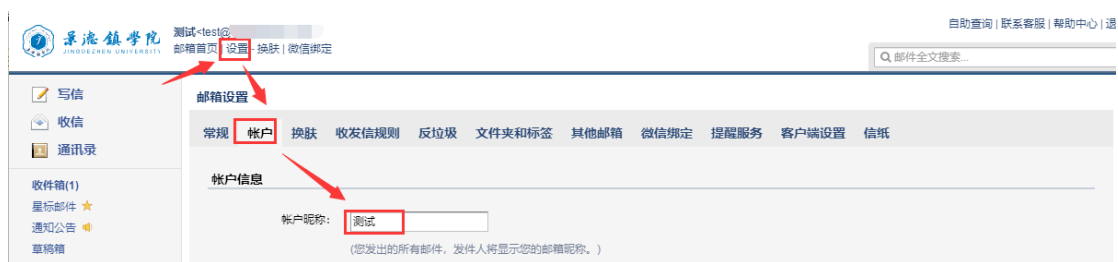 景德镇学院
JINGDEZHEN UNIVERSITY
测试<test@
邮箱首页 | 设置 - 换肤 | 微信绑定
自助查询 | 联系客服 | 帮助中心 |
邮件全文搜索...
写信
收信
通讯录
收件箱(1)
星标邮件
通知公告
草稿箱
邮箱设置
常规 帐户 换肤 收发信规则 反垃圾 文件夹和标签 其他邮箱 微信绑定 提醒服务 客户端设置 信纸
帐户信息
帐户昵称: 测试
(您发出的所有邮件，发件人将显示您的邮箱昵称。)